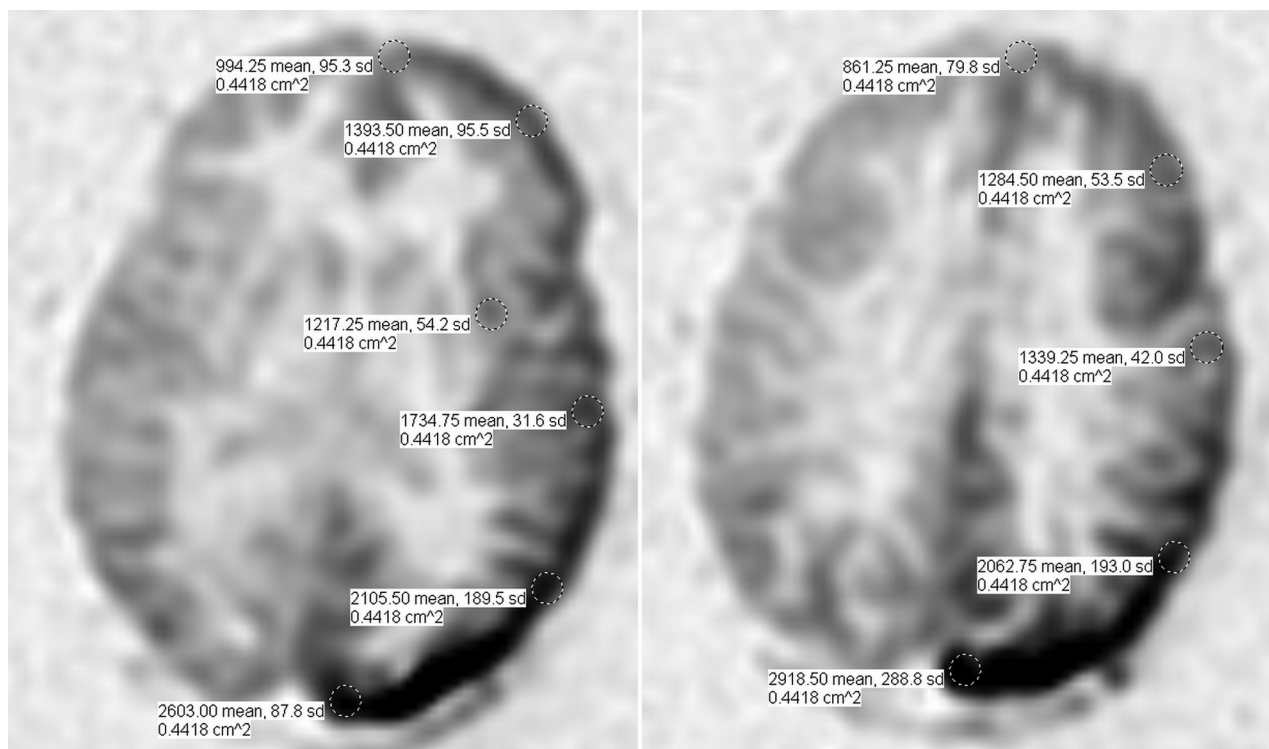 994.25 mean, 95.3 sd
0.4418 cm^2
1393.50 mean, 95.5 sd
0.4418 cm^2
1217.25 mean, 54.2 sd
0.4418 cm^2
1734.75 mean, 31.6 sd
0.4418 cm^2
2105.50 mean, 189.5 sd
0.4418 cm^2
2603.00 mean, 87.8 sd
0.4418 cm^2
861.25 mean, 79.8 sd
0.4418 cm^2
1284.50 mean, 53.5 sd
0.4418 cm^2
1339.25 mean, 42.0 sd
0.4418 cm^2
2062.75 mean, 193.0 sd
0.4418 cm^2
2918.50 mean, 288.8 sd
0.4418 cm^2